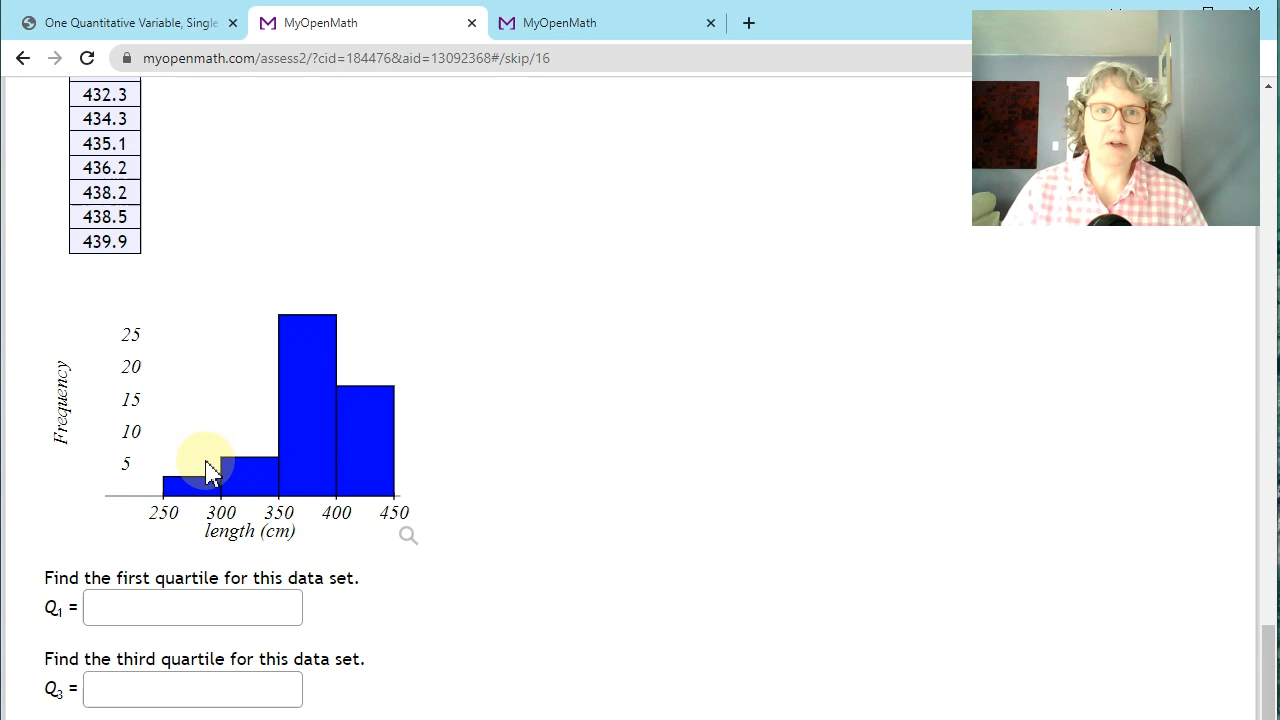 One Quantitative Variable, Single
MyOpenMath
MyOpenMath
myopenmath.com/assess2/?cid=184476&aid=13092368#/skip/16
432.3
434.3
435.1
436.2
438.2
438.5
439.9
25
20
15
10
5
Frequency
250 300 350 400 450
length (cm)
Find the first quartile for this data set.
Q1 =
Find the third quartile for this data set.
Q3 =